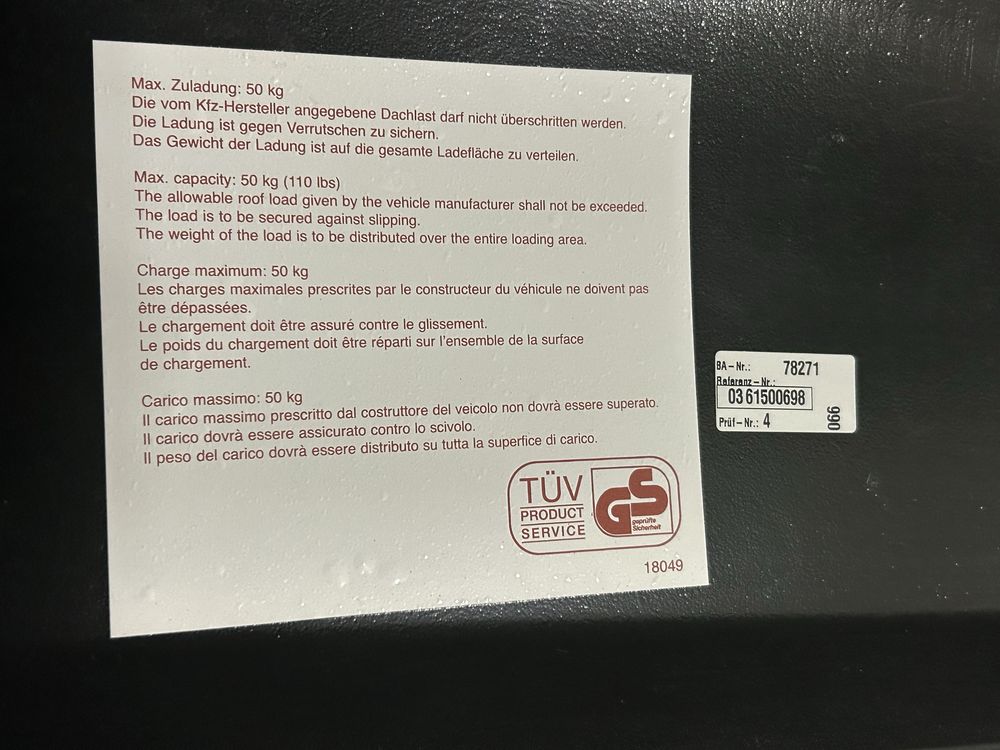 Max. Zuladung: 50 kg
Die vom Kfz-Hersteller angegebene Dachlast darf nicht überschritten werden.
Die Ladung ist gegen Verrutschen zu sichern.
Das Gewicht der Ladung ist auf die gesamte Ladefläche zu verteilen.
Max. capacity: 50 kg (110 lbs)
The allowable roof load given by the vehicle manufacturer shall not be exceeded.
The load is to be secured against slipping.
The weight of the load is to be distributed over the entire loading area.
Charge maximum: 50 kg
Les charges maximales prescrites par le constructeur du véhicule ne doivent pas
être dépassées.
Le chargement doit être assuré contre le glissement.
Le poids du chargement doit être réparti sur l'ensemble de la surface
de chargement.
Carico massimo: 50 kg
Il carico massimo prescritto dal costruttore del veicolo non dovrà essere superato.
Il carico dovrà essere assicurato contro lo scivolo.
Il peso del carico dovrà essere distributo su tutta la superfice di carico.
TÜV
PRODUCT
SERVICE
GS
geprüfte
Sicherheit
18049
BA-Nr.: 78271
Referenz-Nr.:
03 61500698
Prüf-Nr.: 4
066